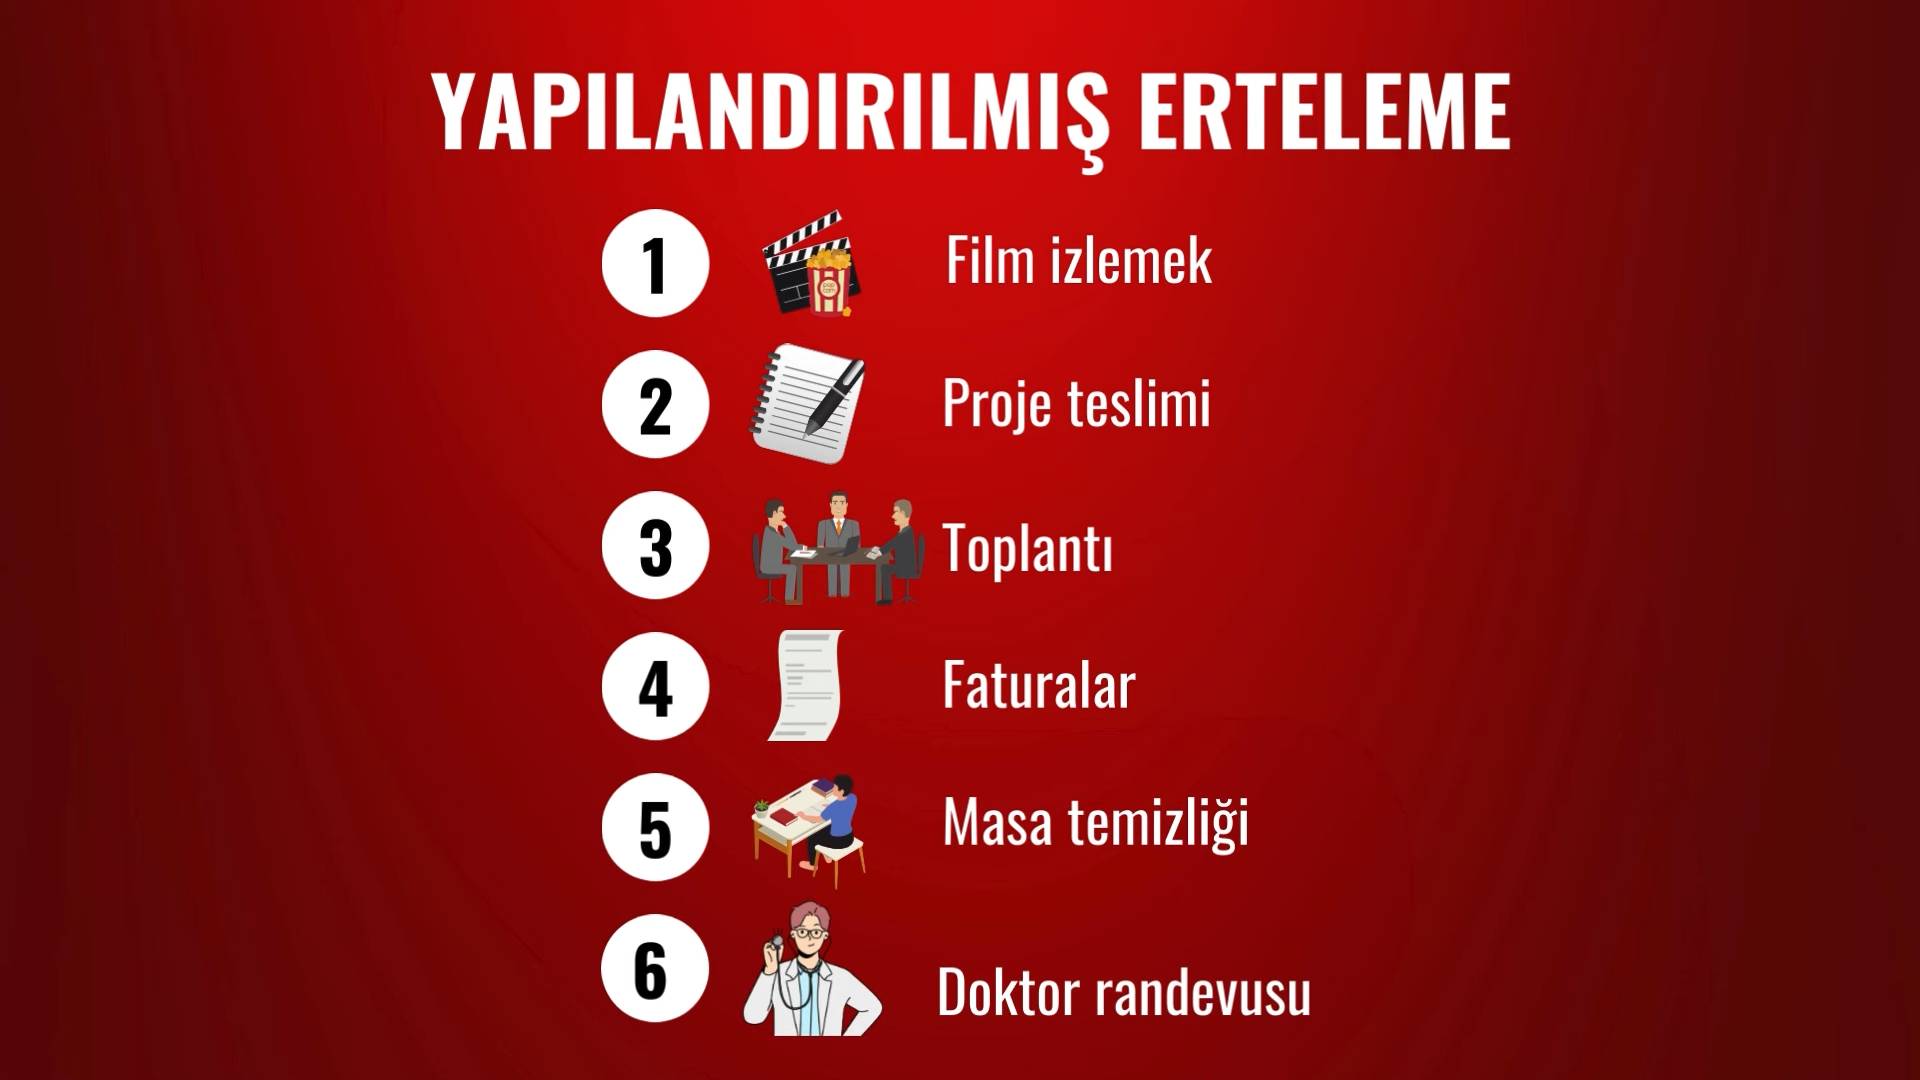 YAPILANDIRILMIŞ ERTELEME
1 Film izlemek
2 Proje teslimi
3 Toplantı
4 Faturalar
5 Masa temizliği
6 Doktor randevusu